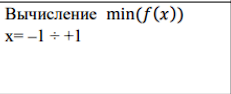 Вычисление min(f(x))
x= –1 ÷ +1